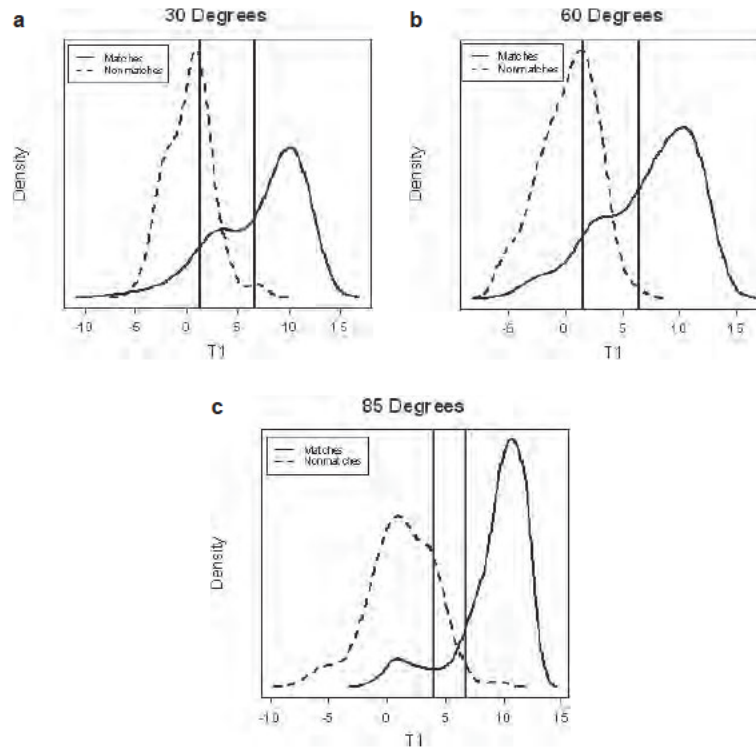 a
30 Degrees
Matches
Nonmatches
Density
-10 -5 0 5 10 15
T1
b
60 Degrees
Matches
Nonmatches
Density
-5 0 5 10 15
T1
c
85 Degrees
Matches
Nonmatches
Density
-10 -5 0 5 10 15
T1